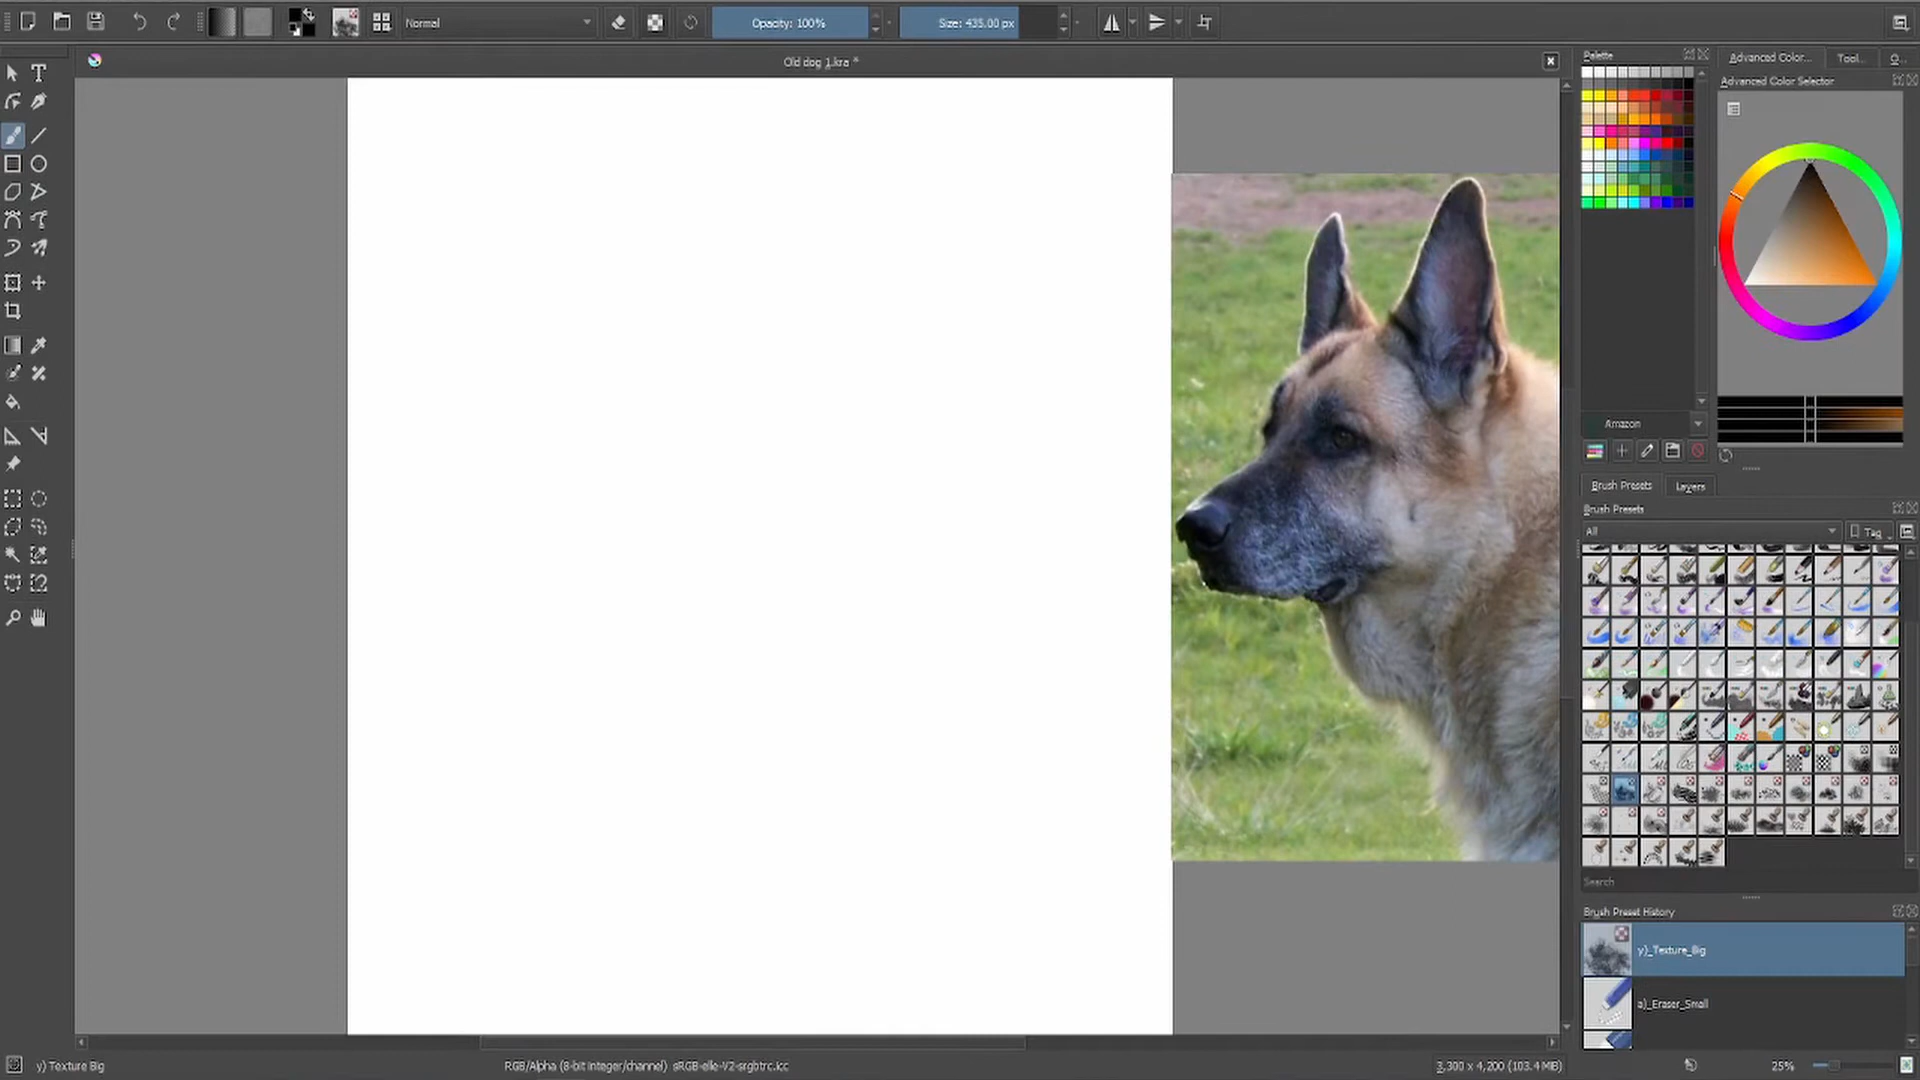 Normal
Opacity: 100%
Size: 435.00 px
Old dog 1.kra *
Palette
Advanced Color...
Tool...
O...
Advanced Color Selector
Amazon
Brush Presets
Layers
Brush Presets
All
Tag
Search
Brush Preset History
y)_Texture_Big
a)_Eraser_Small
y) Texture Big
RGB/Alpha (8-bit integer/channel) sRGB-elle-V2-srgbtrc.icc
3,300 x 4,200 (103.4 MiB)
25%